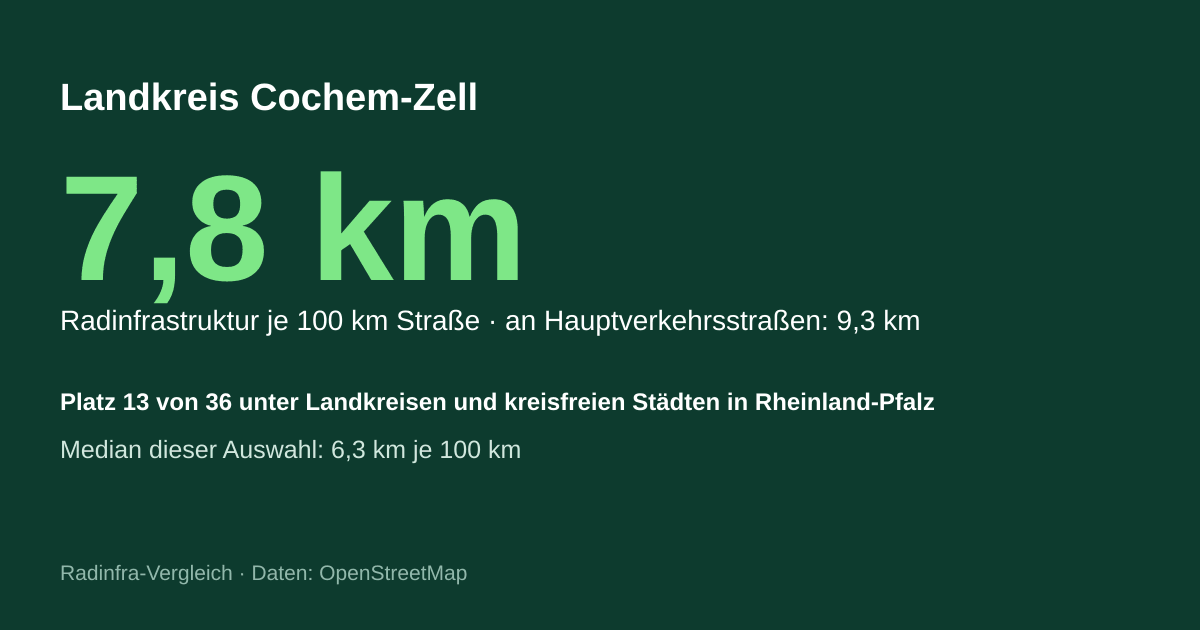 Landkreis Cochem-Zell
7,8 km
Radinfrastruktur je 100 km Straße · an Hauptverkehrsstraßen: 9,3 km
Platz 13 von 36 unter Landkreisen und kreisfreien Städten in Rheinland-Pfalz
Median dieser Auswahl: 6,3 km je 100 km
Radinfra-Vergleich · Daten: OpenStreetMap